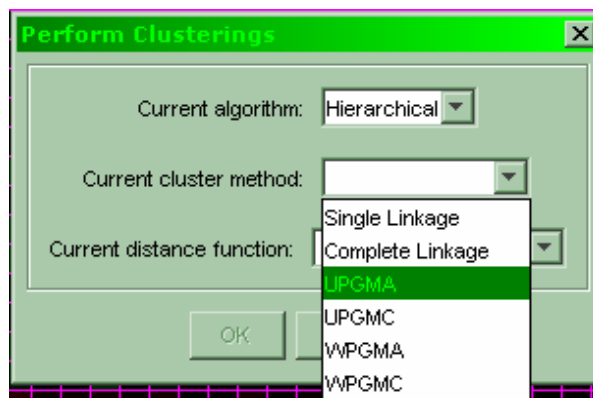 Perform Clusterings
Current algorithm: Hierarchical
Current cluster method:
Single Linkage
Current distance function: Complete Linkage
UPGMA
OK UPGMC
WPGMA
WPGMC